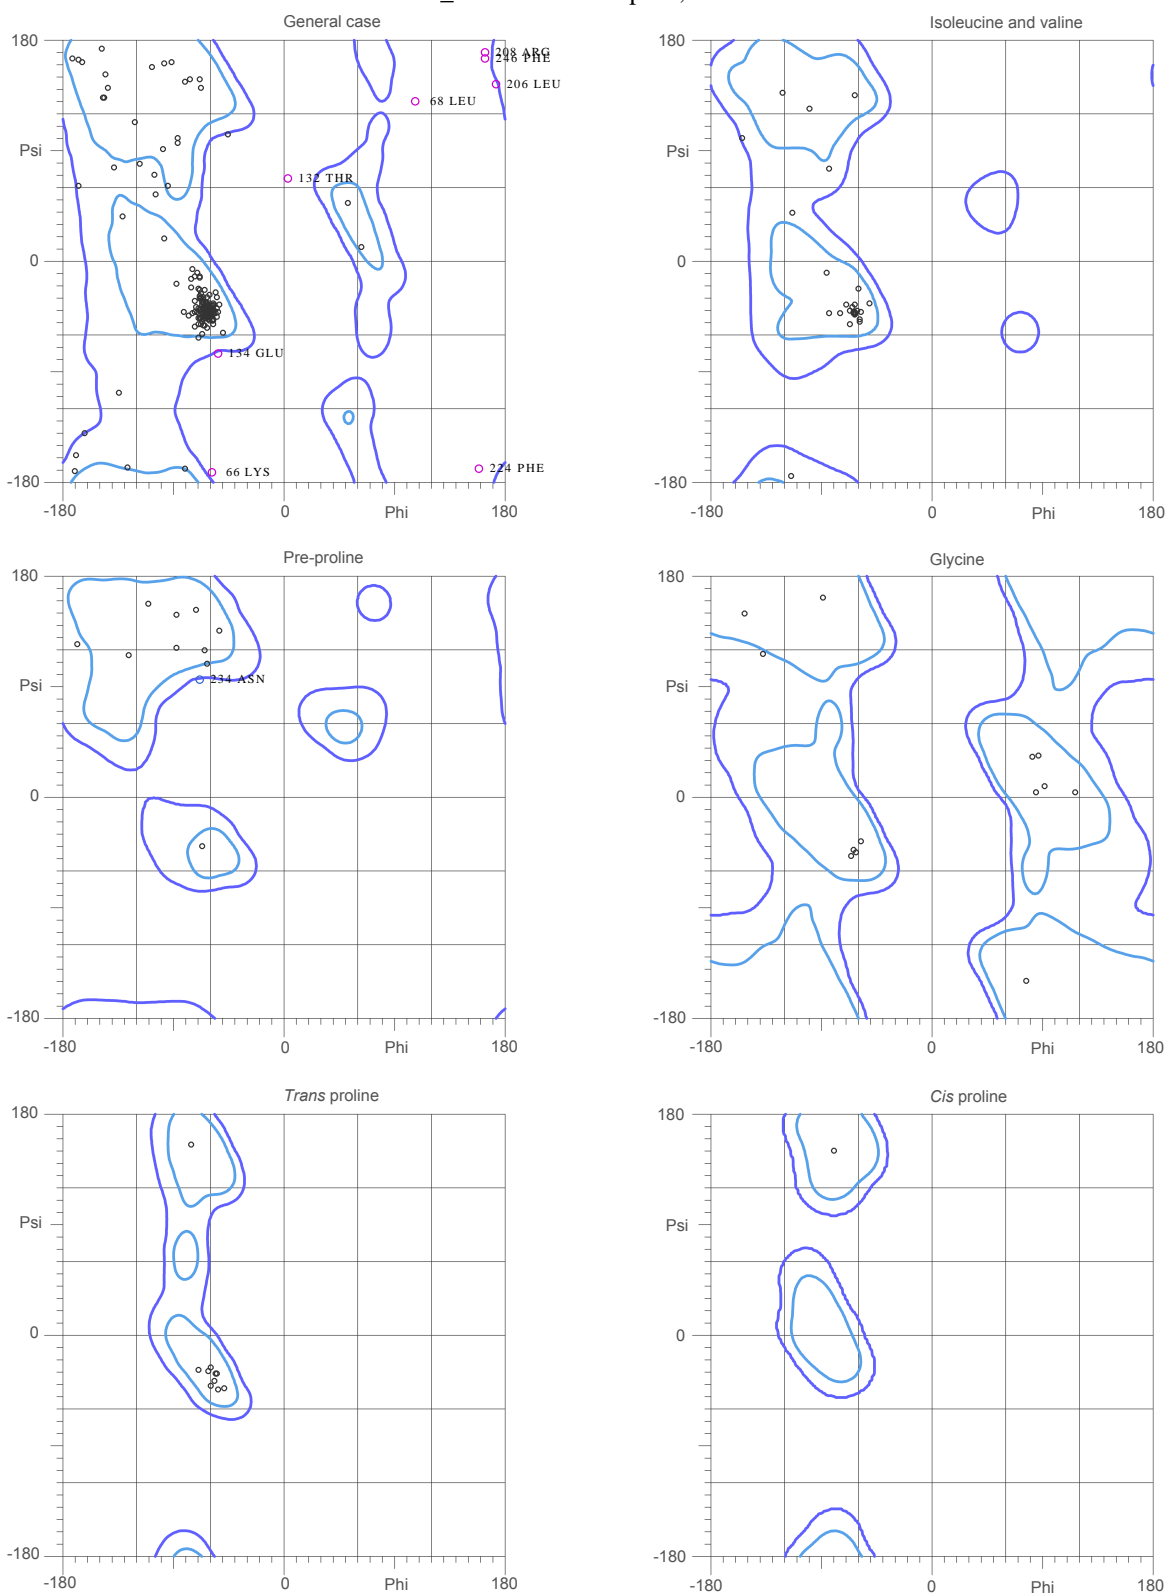 General case
180
Psi
0
-180
-180
0
Phi
180
208 ARG
246 PHE
206 LEU
68 LEU
132 THR
134 GLU
66 LYS
224 PHE
Isoleucine and valine
180
Psi
0
-180
-180
0
Phi
180
Pre-proline
180
Psi
0
-180
-180
0
Phi
180
234 ASN
Glycine
180
Psi
0
-180
-180
0
Phi
180
Trans proline
180
Psi
0
-180
-180
0
Phi
180
Cis proline
180
Psi
0
-180
-180
0
Phi
180